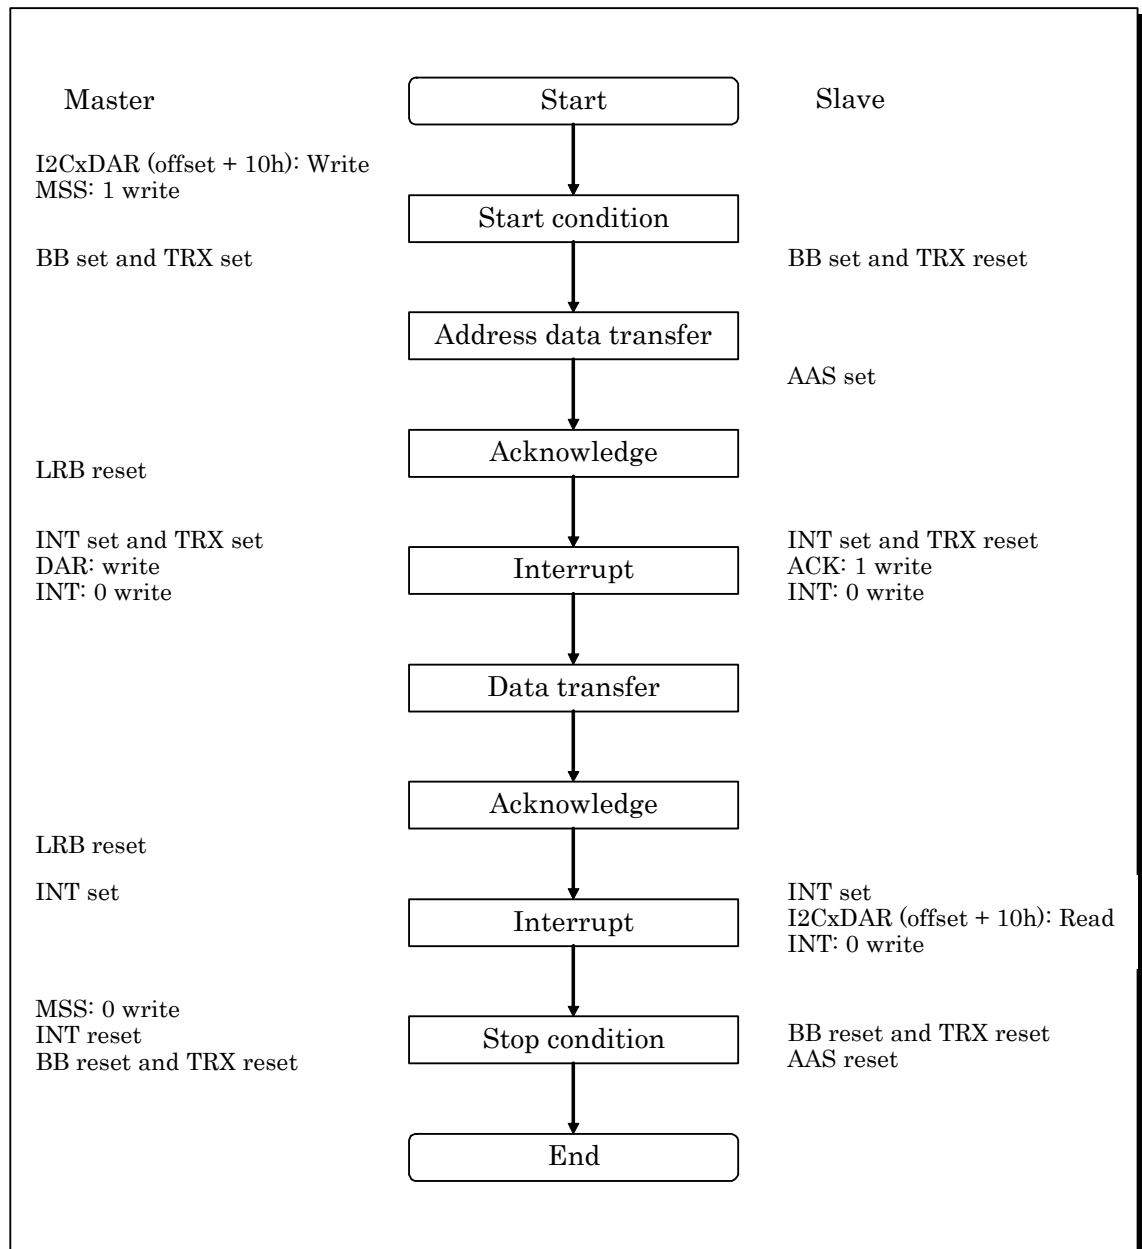 Master
Start
Slave
I2CxDAR (offset + 10h): Write
MSS: 1 write
Start condition
BB set and TRX set
BB set and TRX reset
Address data transfer
AAS set
Acknowledge
LRB reset
INT set and TRX set
DAR: write
INT: 0 write
Interrupt
INT set and TRX reset
ACK: 1 write
INT: 0 write
Data transfer
Acknowledge
LRB reset
INT set
Interrupt
INT set
I2CxDAR (offset + 10h): Read
INT: 0 write
MSS: 0 write
INT reset
BB reset and TRX reset
Stop condition
BB reset and TRX reset
AAS reset
End